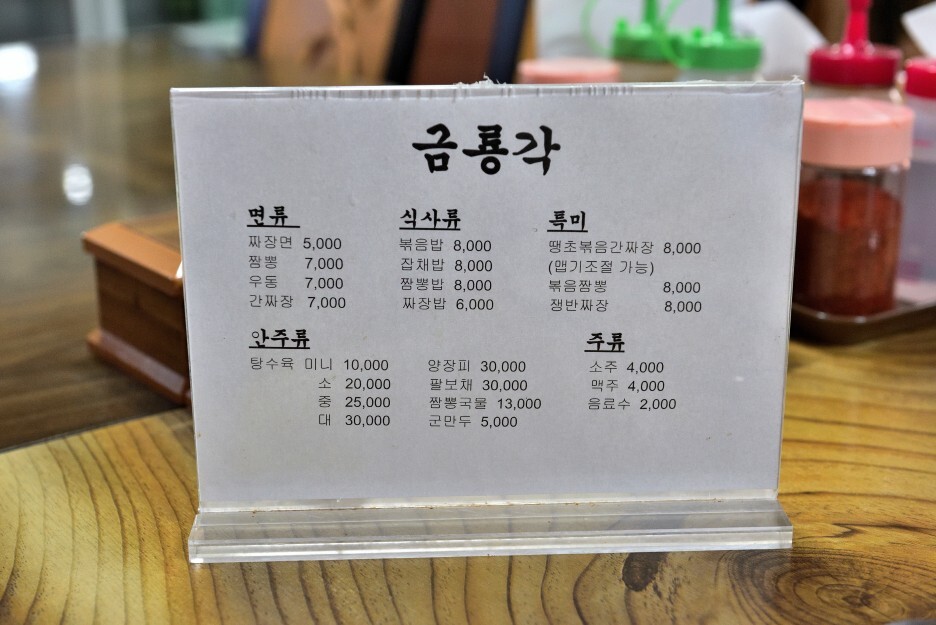 금룡각
면류
짜장면 5,000
짬뽕 7,000
우동 7,000
간짜장 7,000
식사류
볶음밥 8,000
잡채밥 8,000
짬뽕밥 8,000
짜장밥 6,000
특미
땡초볶음간짜장 8,000
(맵기조절 가능)
볶음짬뽕 8,000
쟁반짜장 8,000
안주류
탕수육 미니 10,000
소 20,000
중 25,000
대 30,000
양장피 30,000
팔보채 30,000
짬뽕국물 13,000
군만두 5,000
주류
소주 4,000
맥주 4,000
음료수 2,000